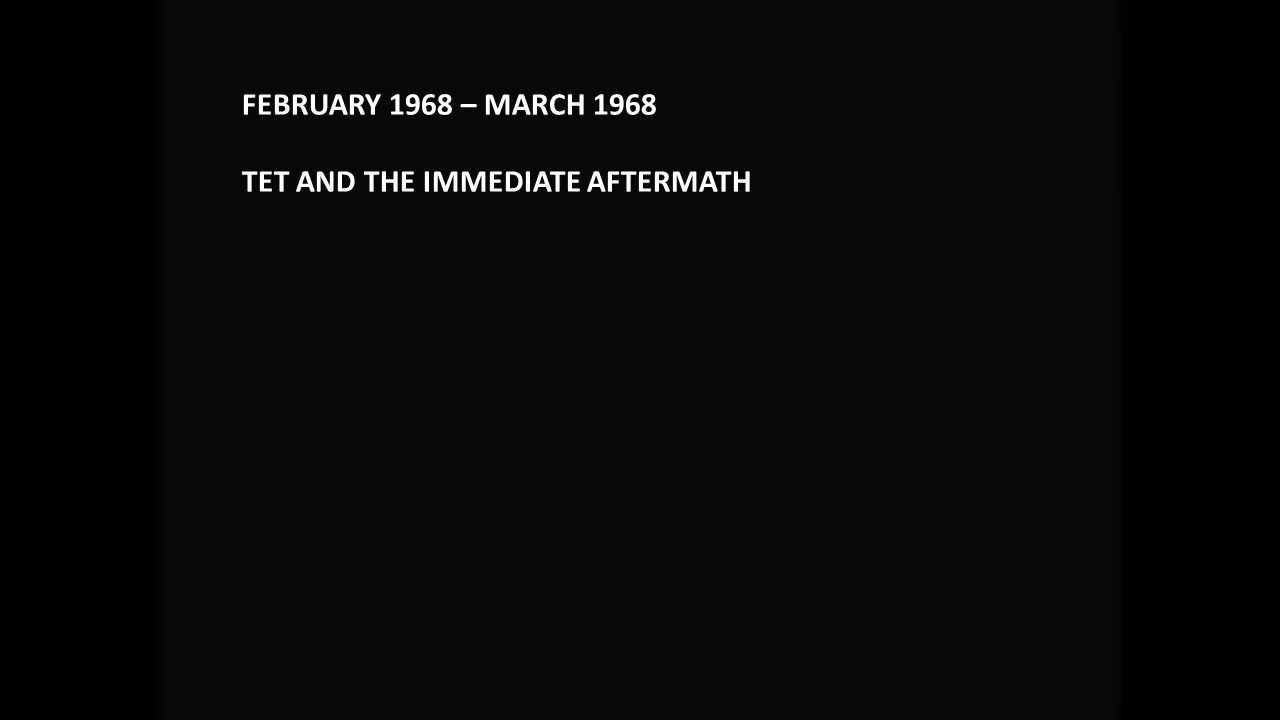 FEBRUARY 1968 – MARCH 1968
TET AND THE IMMEDIATE AFTERMATH